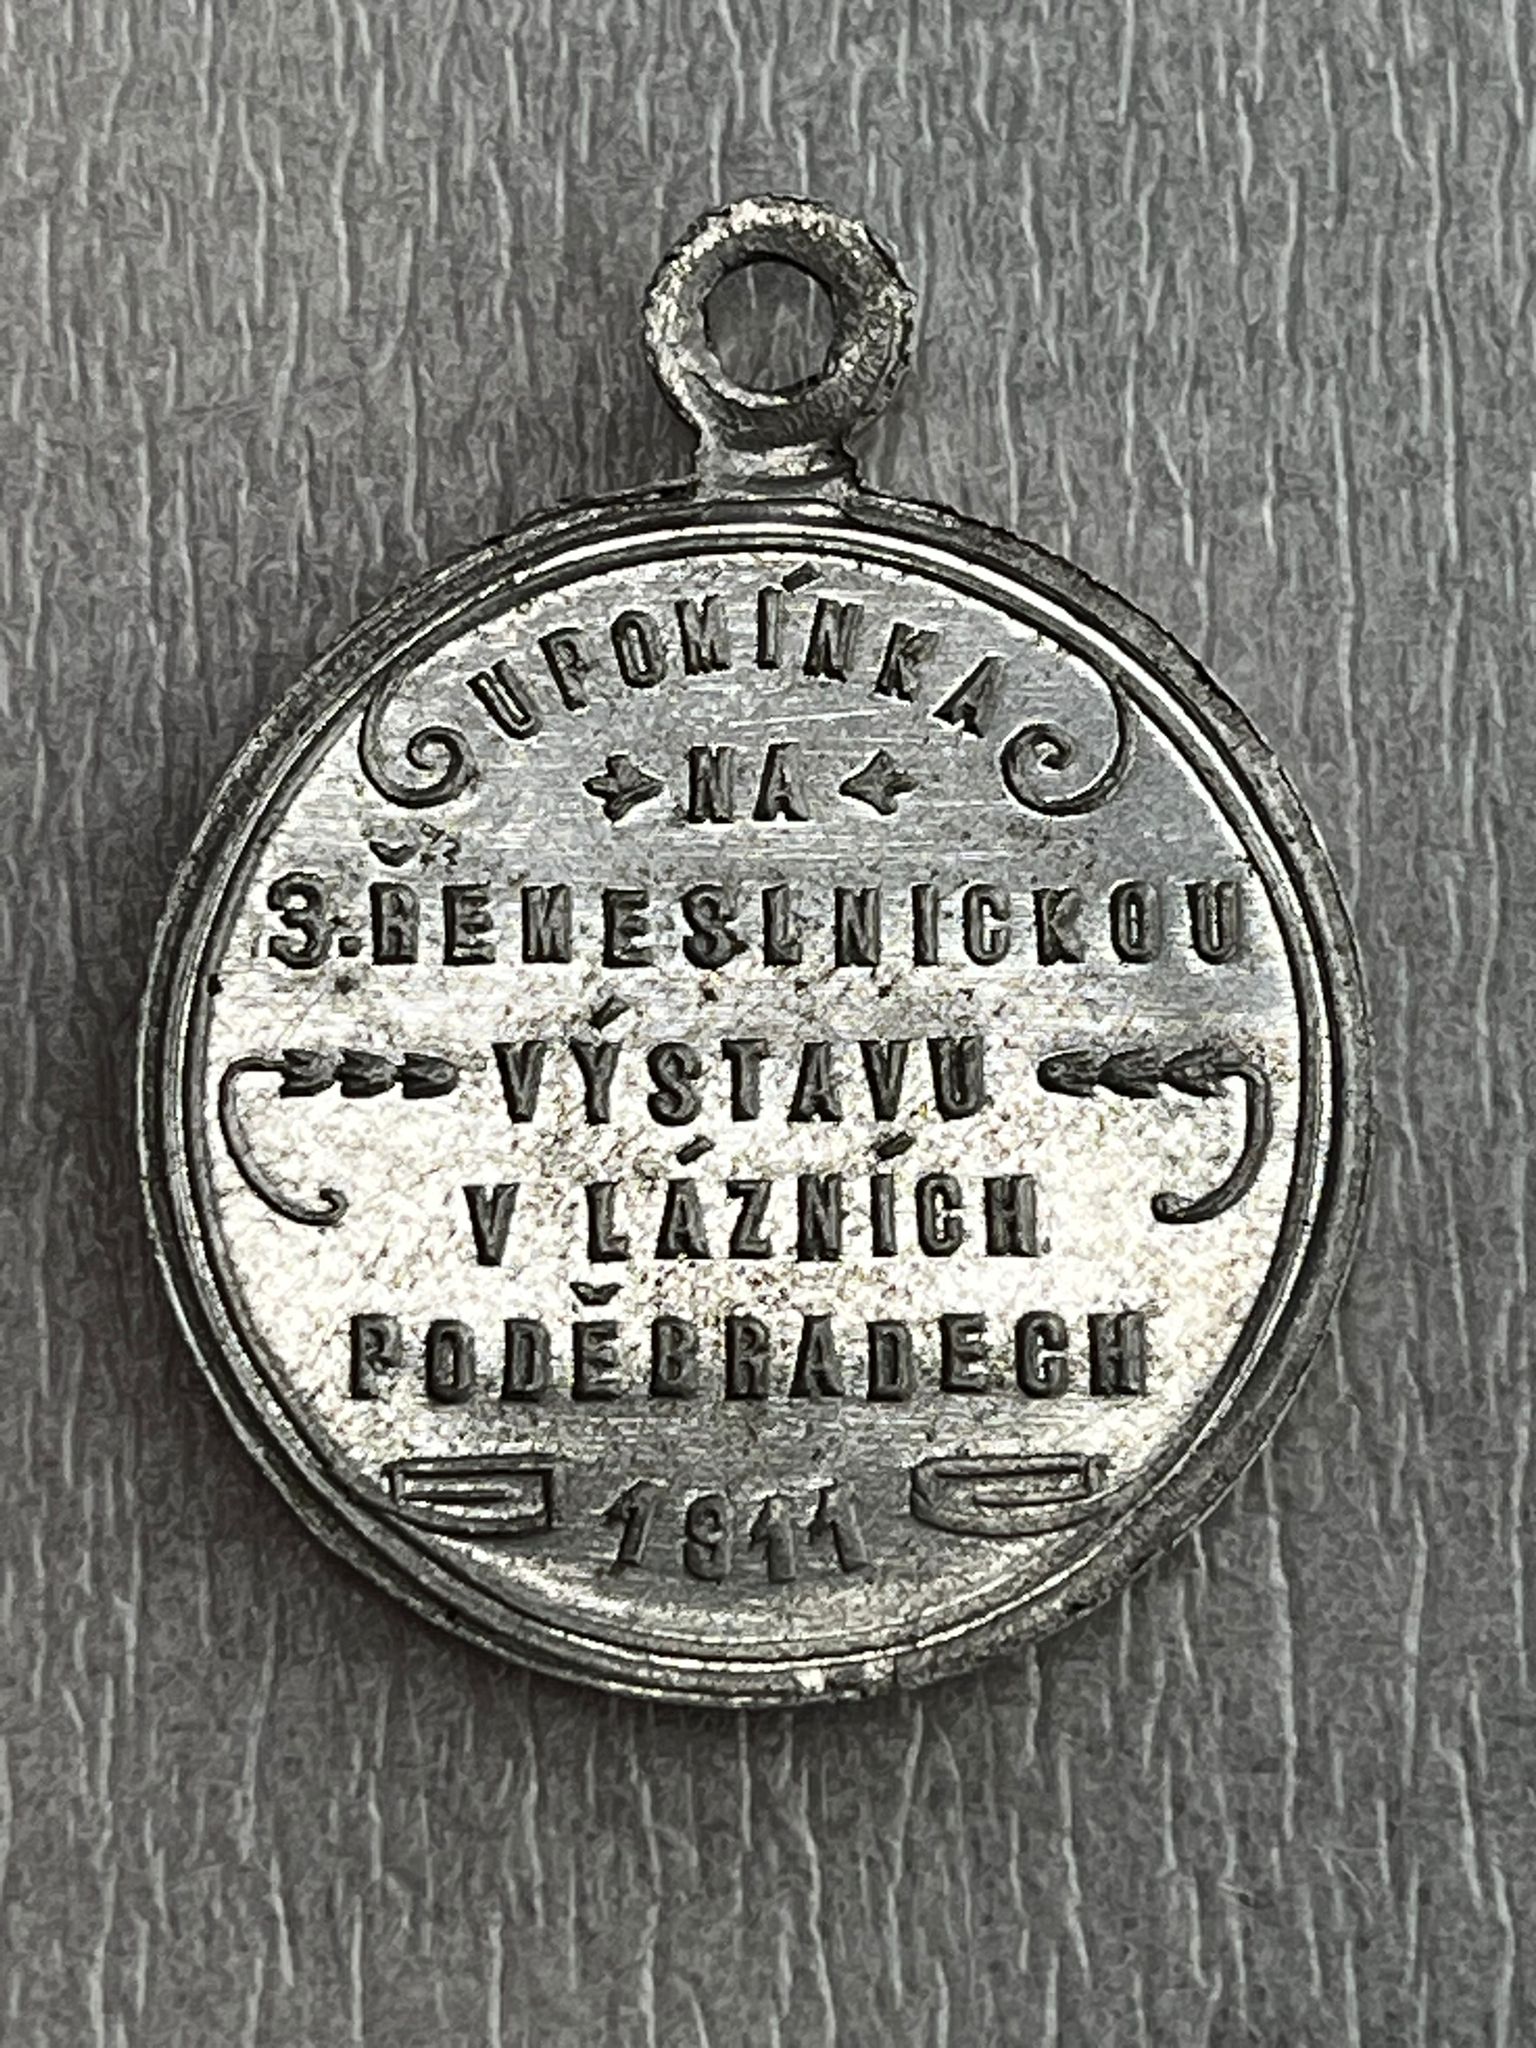 UPOMÍNKA
NA
3. ŘEMESLNICKOU
VÝSTAVU
V LÁZNÍCH
PODĚBRADECH
1911